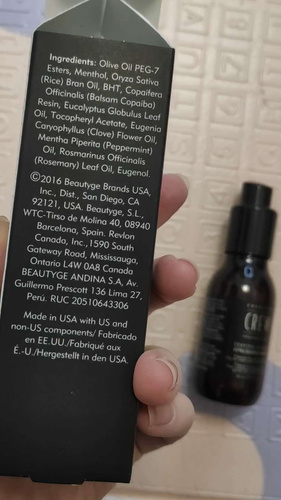 Ingredients: Olive Oil PEG-7
Esters, Menthol, Oryza Sativa
(Rice) Bran Oil, BHT, Copaifera
Officinalis (Balsam Copaiba)
Resin, Eucalyptus Globulus Leaf
Oil, Tocopheryl Acetate, Eugenia
Caryophyllus (Clove) Flower Oil,
Mentha Piperita (Peppermint)
Oil, Rosmarinus Officinalis
(Rosemary) Leaf Oil, Eugenol.
©2016 Beautyge Brands USA,
Inc., Dist., San Diego, CA
92121, USA. Beautyge, S.L.,
WTC-Tirso de Molina 40, 08940
Barcelona, Spain. Revlon
Canada, Inc.,1590 South
Gateway Road, Mississauga,
Ontario L4W 0A8 Canada
BEAUTYGE ANDINA S.A, Av.
Guillermo Prescott 136 Lima 27,
Perú. RUC 20510643306
Made in USA with US and
non-US components/ Fabricado
en EE.UU./Fabriqué aux
É.-U./Hergestellt in den USA.
CRE